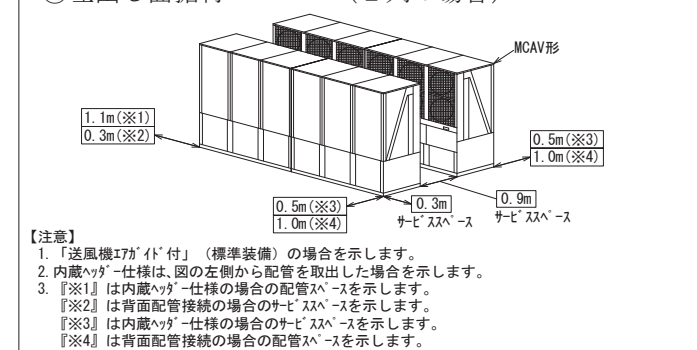 MCAV形
1.1m(※1)
0.3m(※2)
0.5m(※3)
1.0m(※4)
0.5m(※3)
1.0m(※4)
0.3m
ｻｰﾋﾞｽｽﾍﾟｰｽ
0.9m
ｻｰﾋﾞｽｽﾍﾟｰｽ
【注意】
1. 「送風機ｴｱｶﾞｲﾄﾞ付」（標準装備）の場合を示します。
2. 内蔵ﾍｯﾀﾞｰ仕様は、図の左側から配管を取出した場合を示します。
3. 『※1』は内蔵ﾍｯﾀﾞｰ仕様の場合の配管ｽﾍﾟｰｽを示します。
『※2』は背面配管接続の場合のｻｰﾋﾞｽｽﾍﾟｰｽを示します。
『※3』は内蔵ﾍｯﾀﾞｰ仕様の場合のｻｰﾋﾞｽｽﾍﾟｰｽを示します。
『※4』は背面配管接続の場合の配管ｽﾍﾟｰｽを示します。